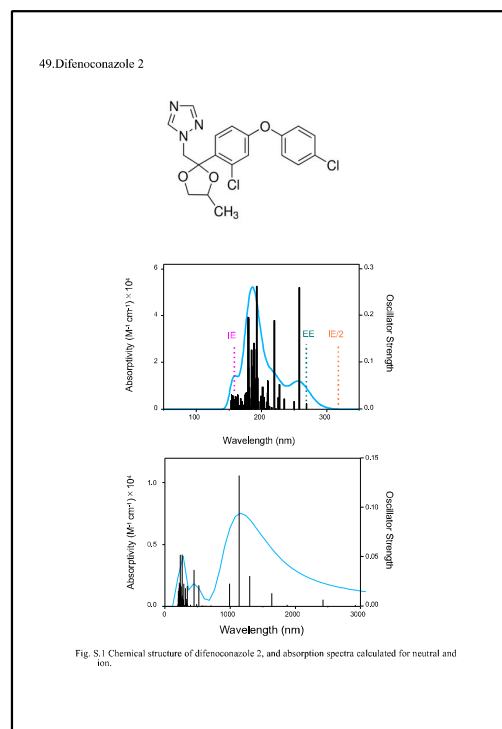 49.Difenoconazole 2
N
N
N
O
Cl
Cl
O
O
CH₃
Absorptivity (M⁻¹ cm⁻¹) × 10⁴
Oscillator Strength
6
4
2
0
0.3
0.2
0.1
0.0
IE
EE
IE/2
100
200
300
Wavelength (nm)
Absorptivity (M⁻¹ cm⁻¹) × 10⁴
Oscillator Strength
1.0
0.5
0.0
0.15
0.10
0.05
0.00
0
1000
2000
3000
Wavelength (nm)
Fig. S.1 Chemical structure of difenoconazole 2, and absorption spectra calculated for neutral and
ion.